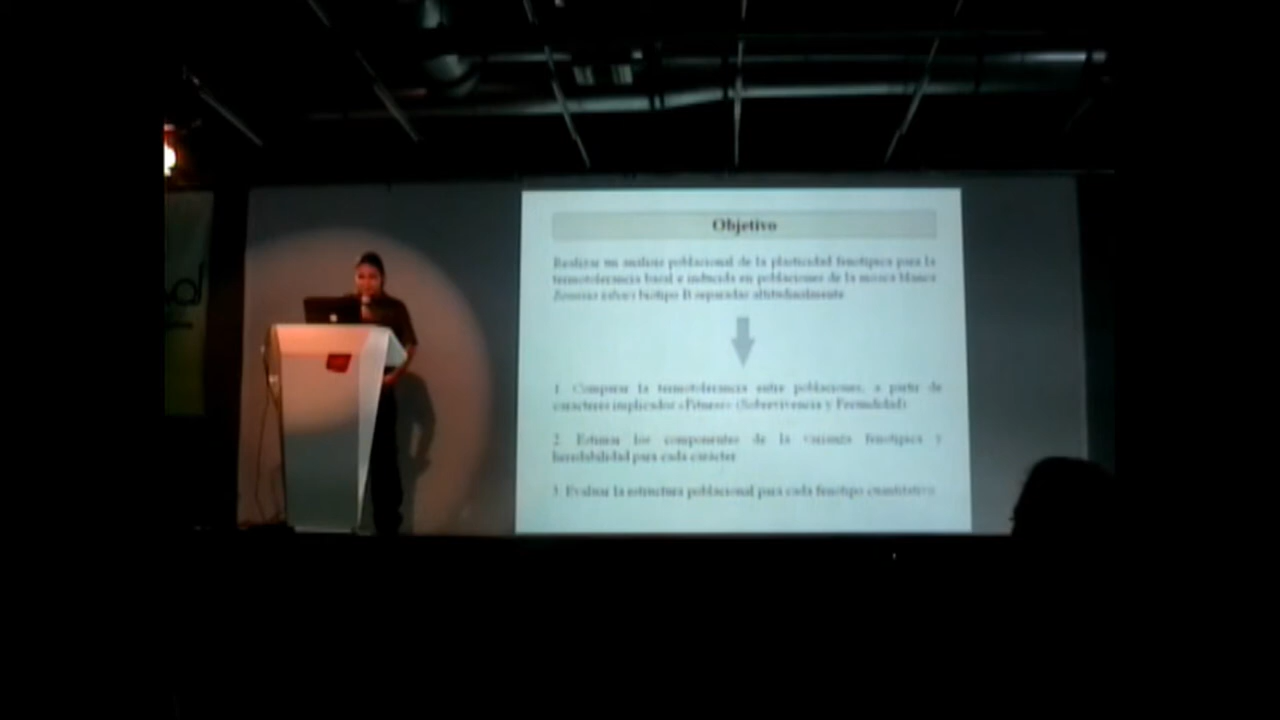 Objetivo
Realizar un análisis poblacional de la plasticidad fenotípica para la
termotolerancia basal e inducida en poblaciones de la mosca blanca
Bemisia tabaci biotipo B separadas altitudinalmente
1. Comparar la termotolerancia entre poblaciones, a partir de
caracteres implicados «Fitness» (Sobrevivencia y Fecundidad)
2. Estimar los componentes de la varianza fenotípica y
heredabilidad para cada carácter
3. Evaluar la estructura poblacional para cada fenotipo cuantitativo